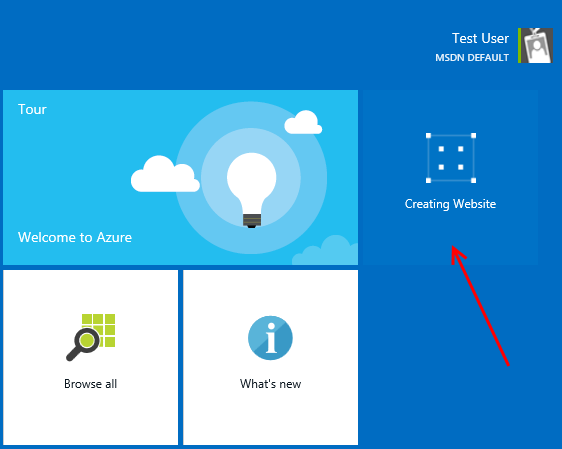 Test User
MSDN DEFAULT
Tour
Welcome to Azure
Creating Website
Browse all
What's new